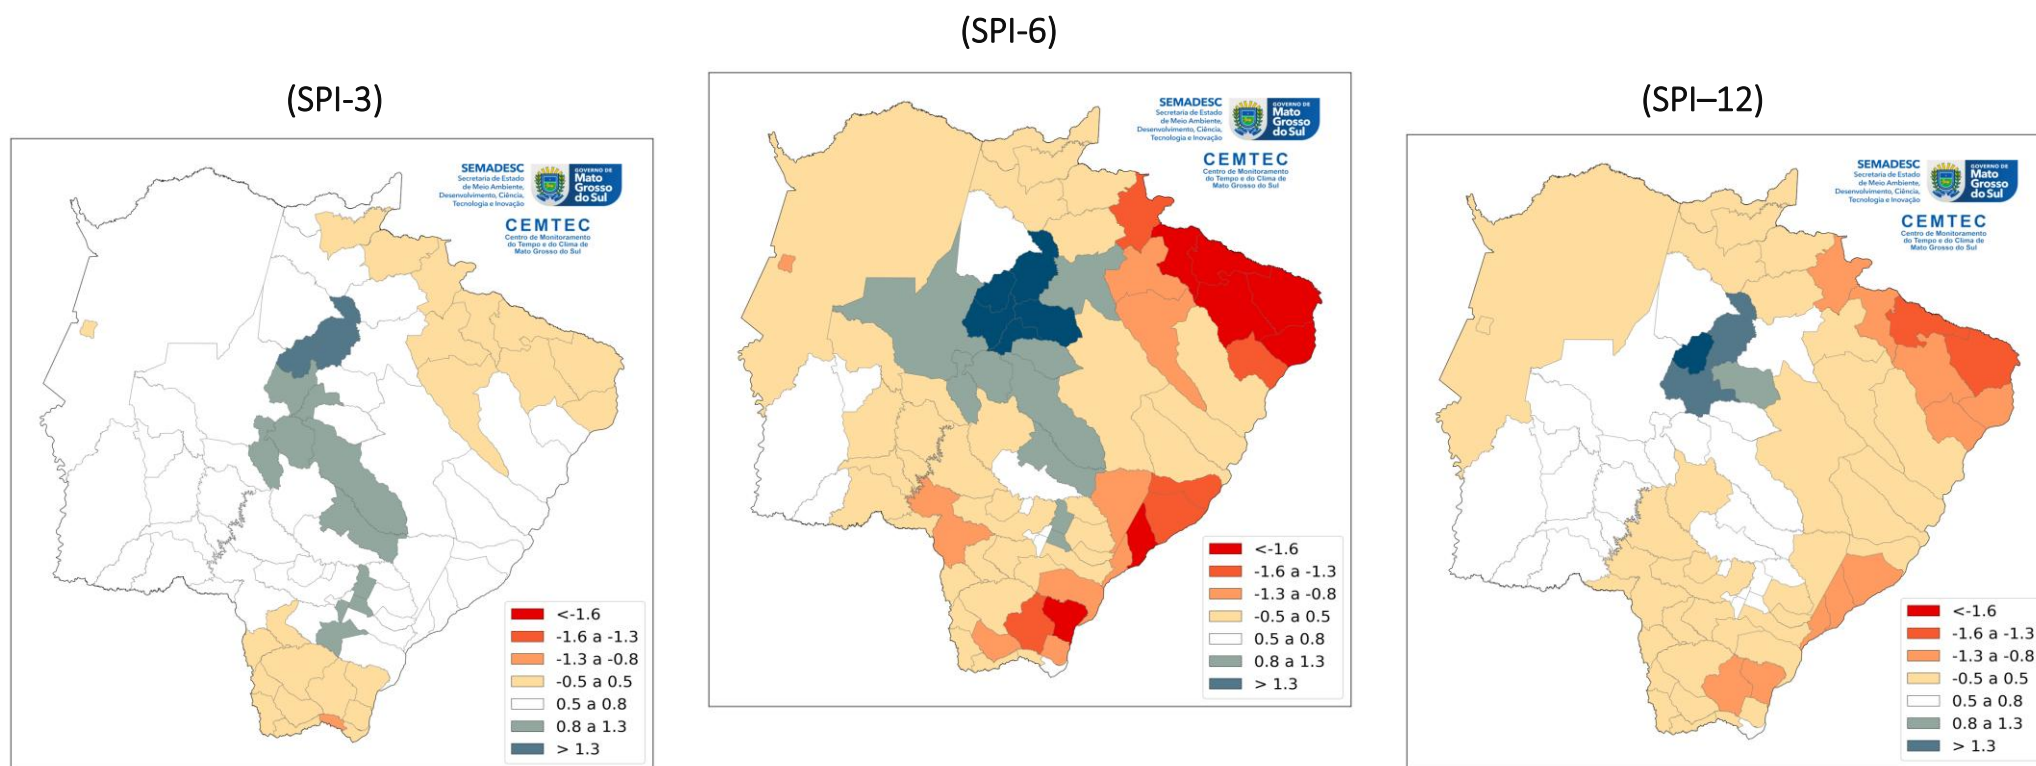 (SPI-3)
SEMADESC
Secretaria de Estado
de Meio Ambiente,
Desenvolvimento, Ciência,
Tecnologia e Inovação
GOVERNO DE
Mato
Grosso
do Sul
CEMTEC
Centro de Monitoramento
do Tempo e do Clima de
Mato Grosso do Sul
<-1.6
-1.6 a -1.3
-1.3 a -0.8
-0.5 a 0.5
0.5 a 0.8
0.8 a 1.3
> 1.3
(SPI-6)
SEMADESC
Secretaria de Estado
de Meio Ambiente,
Desenvolvimento, Ciência,
Tecnologia e Inovação
GOVERNO DE
Mato
Grosso
do Sul
CEMTEC
Centro de Monitoramento
do Tempo e do Clima de
Mato Grosso do Sul
<-1.6
-1.6 a -1.3
-1.3 a -0.8
-0.5 a 0.5
0.5 a 0.8
0.8 a 1.3
> 1.3
(SPI–12)
SEMADESC
Secretaria de Estado
de Meio Ambiente,
Desenvolvimento, Ciência,
Tecnologia e Inovação
GOVERNO DE
Mato
Grosso
do Sul
CEMTEC
Centro de Monitoramento
do Tempo e do Clima de
Mato Grosso do Sul
<-1.6
-1.6 a -1.3
-1.3 a -0.8
-0.5 a 0.5
0.5 a 0.8
0.8 a 1.3
> 1.3